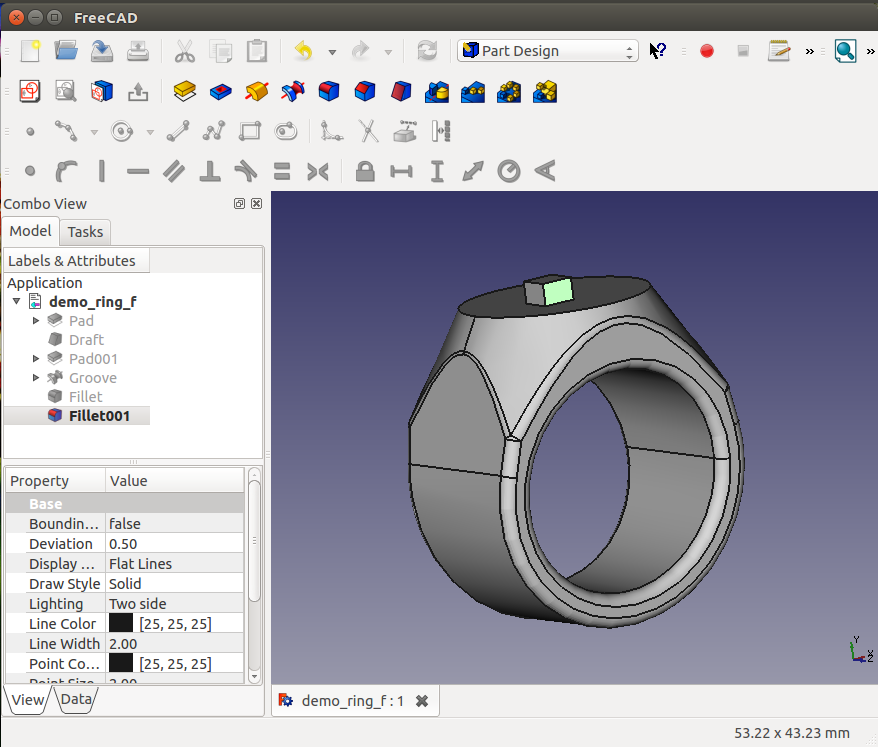 FreeCAD
Part Design
Combo View
Model
Tasks
Labels & Attributes
Application
demo_ring_f
Pad
Draft
Pad001
Groove
Fillet
Fillet001
Property
Value
Base
Boundin... false
Deviation 0.50
Display ... Flat Lines
Draw Style Solid
Lighting Two side
Line Color [25, 25, 25]
Line Width 2.00
Point Co... [25, 25, 25]
Point Size 2.00
View
Data
demo_ring_f : 1
Y
X
Z
53.22 x 43.23 mm